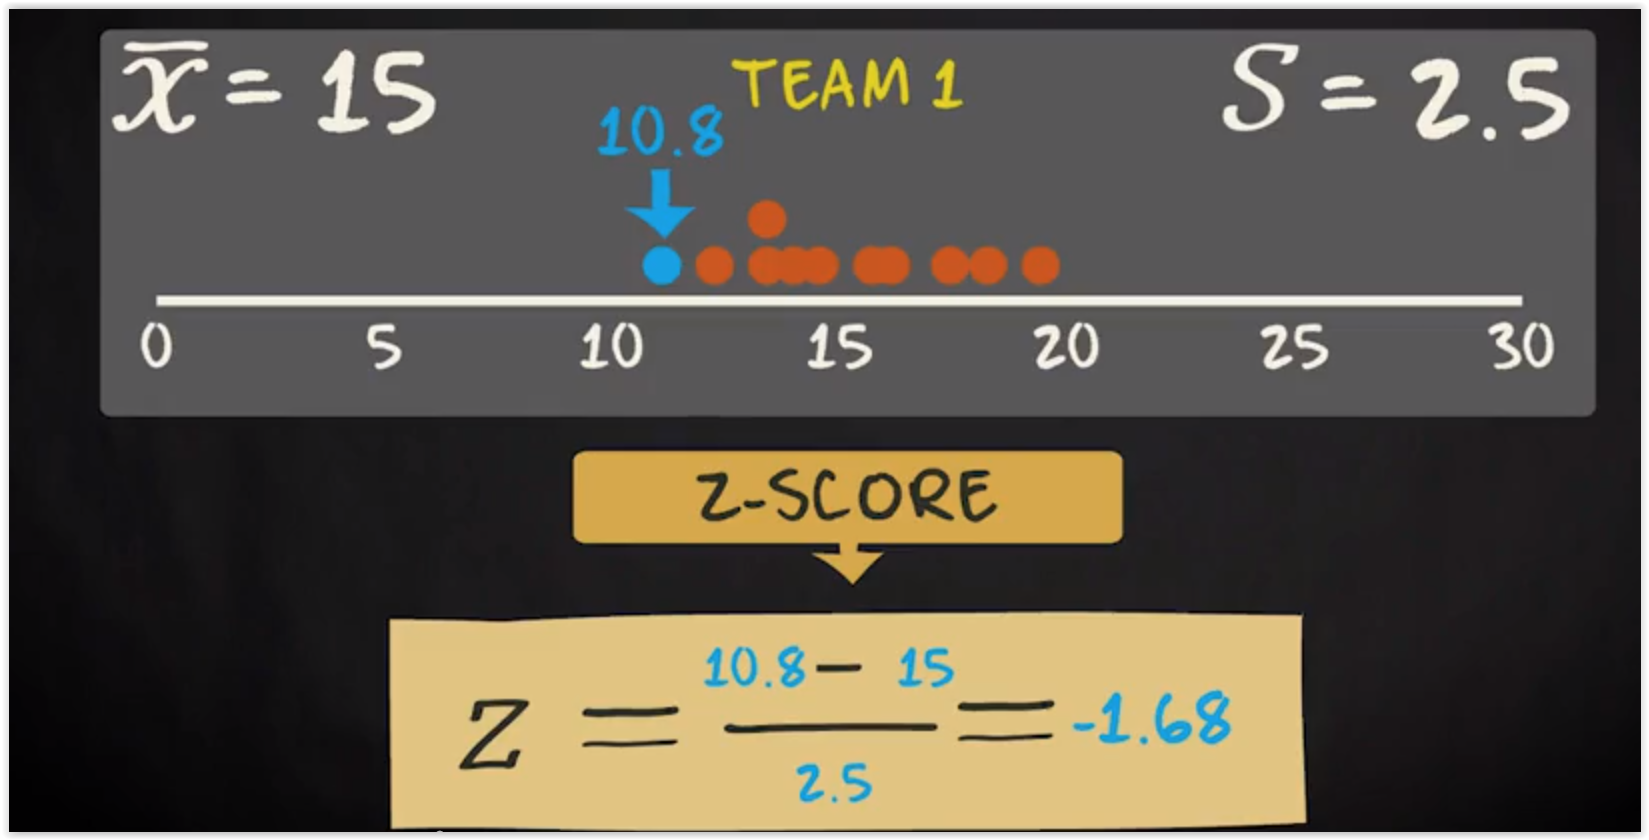 x̅ = 15
TEAM 1
S = 2.5
10.8
0 5 10 15 20 25 30
Z-SCORE
10.8 - 15
Z = = -1.68
2.5